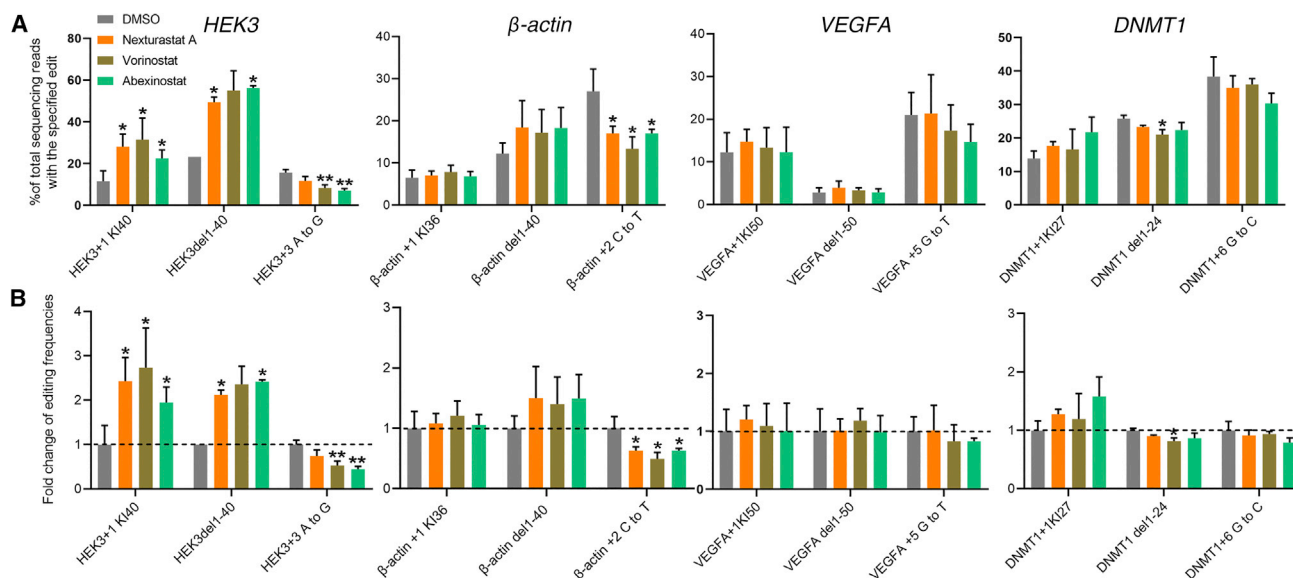 A
HEK3
β-actin
VEGFA
DNMT1
DMSO
Nexturastat A
Vorinostat
Abexinostat
%of total sequencing reads
with the specified edit
80
60
40
20
0
* * * * * ** **
HEK3+1 KI40
HEK3del1-40
HEK3+3 A to G
40
30
20
10
0
* * *
β-actin +1 KI36
β-actin del1-40
β-actin +2 C to T
40
30
20
10
0
VEGFA+1KI50
VEGFA del1-50
VEGFA +5 G to T
50
40
30
20
10
0
*
DNMT1+1KI27
DNMT1 del1-24
DNMT1+6 G to C
B
Fold change of editing frequencies
4
3
2
1
0
* * * * * ** **
HEK3+1 KI40
HEK3del1-40
HEK3+3 A to G
3
2
1
0
* * *
β-actin +1 KI36
β-actin del1-40
β-actin +2 C to T
3
2
1
0
VEGFA+1KI50
VEGFA del1-50
VEGFA +5 G to T
3
2
1
0
*
DNMT1+1KI27
DNMT1 del1-24
DNMT1+6 G to C